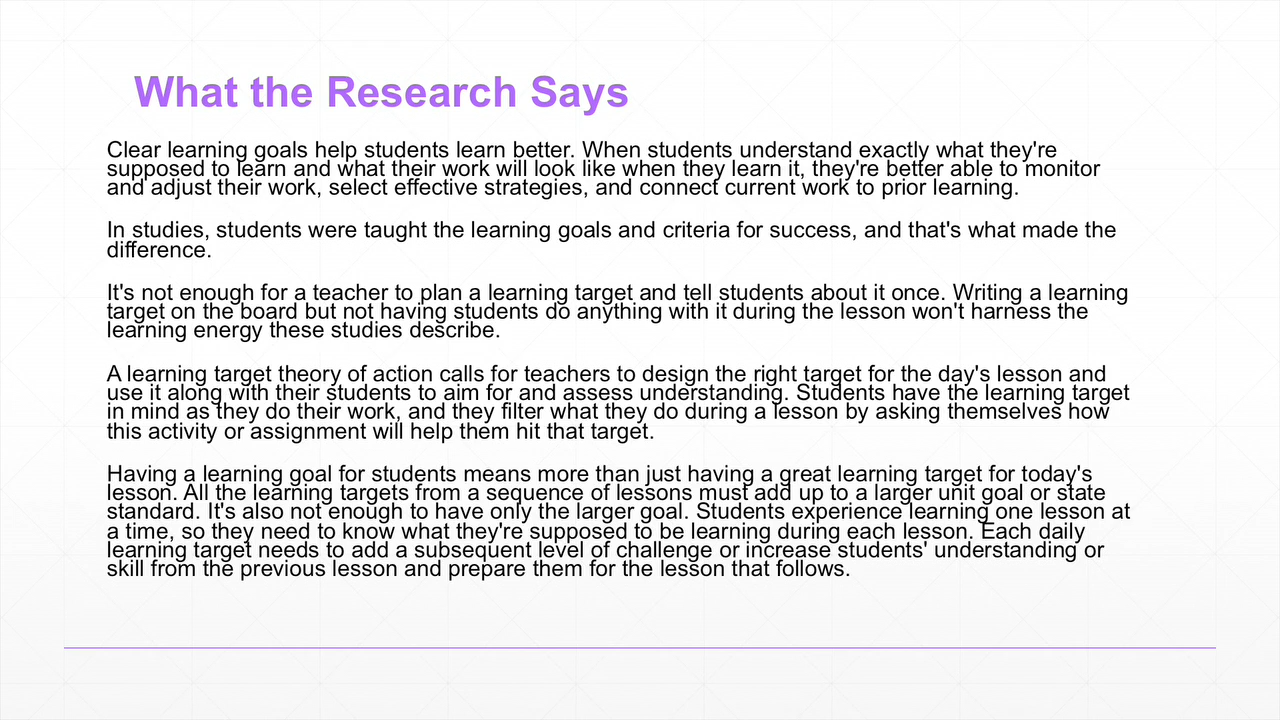 What the Research Says
Clear learning goals help students learn better. When students understand exactly what they're
supposed to learn and what their work will look like when they learn it, they're better able to monitor
and adjust their work, select effective strategies, and connect current work to prior learning.
In studies, students were taught the learning goals and criteria for success, and that's what made the
difference.
It's not enough for a teacher to plan a learning target and tell students about it once. Writing a learning
target on the board but not having students do anything with it during the lesson won't harness the
learning energy these studies describe.
A learning target theory of action calls for teachers to design the right target for the day's lesson and
use it along with their students to aim for and assess understanding. Students have the learning target
in mind as they do their work, and they filter what they do during a lesson by asking themselves how
this activity or assignment will help them hit that target.
Having a learning goal for students means more than just having a great learning target for today's
lesson. All the learning targets from a sequence of lessons must add up to a larger unit goal or state
standard. It's also not enough to have only the larger goal. Students experience learning one lesson at
a time, so they need to know what they're supposed to be learning during each lesson. Each daily
learning target needs to add a subsequent level of challenge or increase students' understanding or
skill from the previous lesson and prepare them for the lesson that follows.